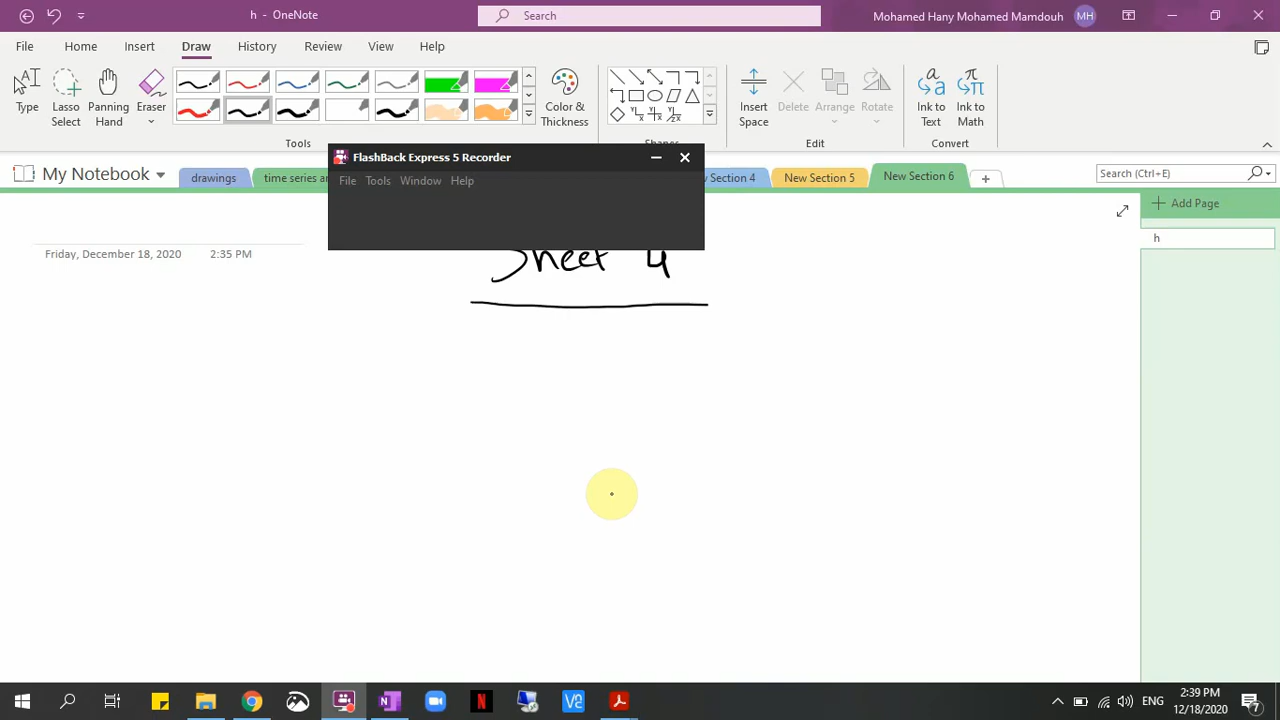 h - OneNote
Search
Mohamed Hany Mohamed Mamdouh
MH
File Home Insert Draw History Review View Help
Type
Lasso Select
Panning Hand
Eraser
Color & Thickness
Insert Space
Delete
Arrange
Rotate
Ink to Text
Ink to Math
Tools
Shapes
Edit
Convert
FlashBack Express 5 Recorder
File Tools Window Help
My Notebook
drawings
time series an
Section 4
New Section 5
New Section 6
Search (Ctrl+E)
Add Page
h
Friday, December 18, 2020 2:35 PM
Sheet 4
ENG
2:39 PM
12/18/2020
7